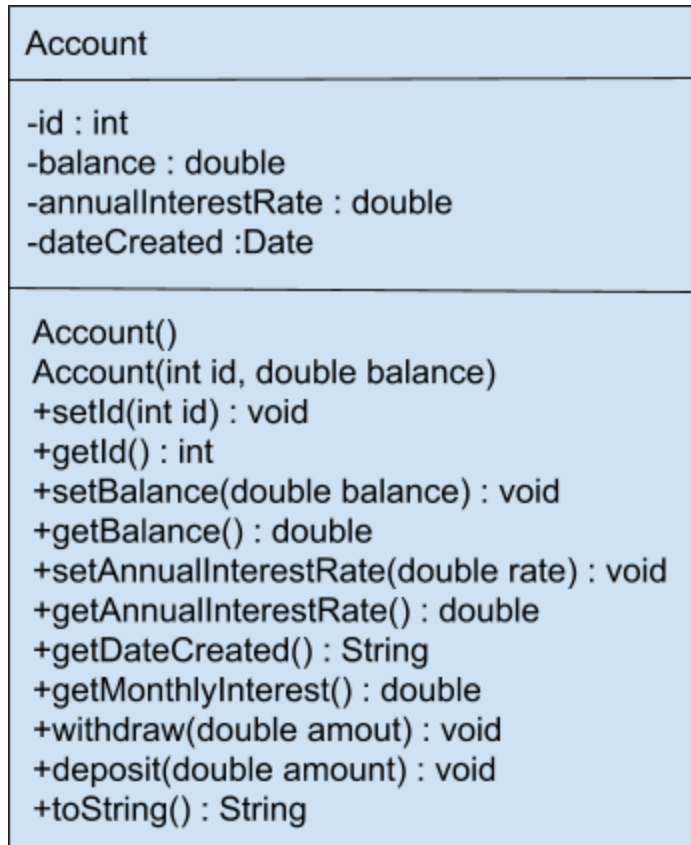 Account
-id : int
-balance : double
-annualInterestRate : double
-dateCreated :Date
Account()
Account(int id, double balance)
+setId(int id) : void
+getId() : int
+setBalance(double balance) : void
+getBalance() : double
+setAnnualInterestRate(double rate) : void
+getAnnualInterestRate() : double
+getDateCreated() : String
+getMonthlyInterest() : double
+withdraw(double amout) : void
+deposit(double amount) : void
+toString() : String